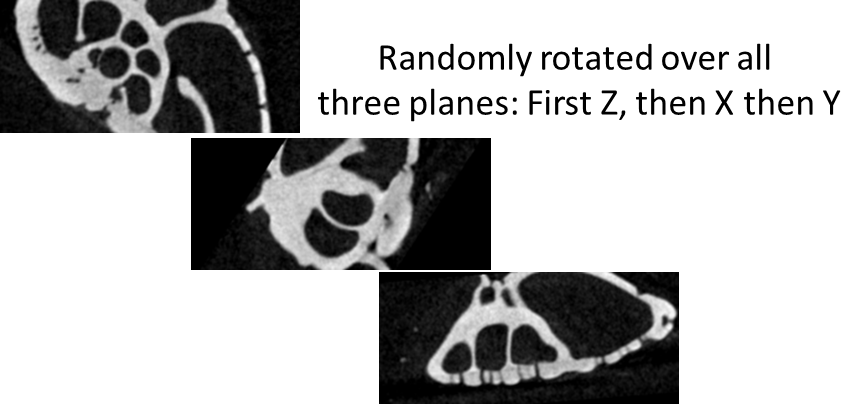 Randomly rotated over all
three planes: First Z, then X then Y